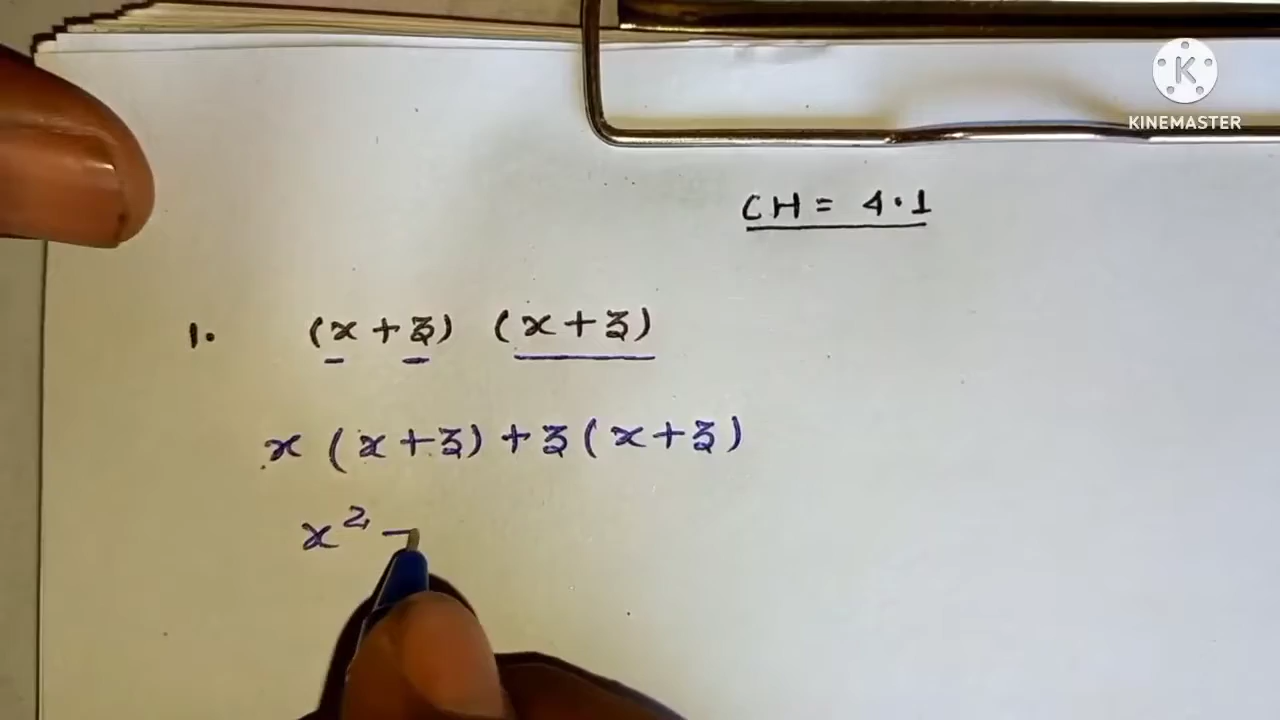 KINEMASTER
CH = 4.1
1. (x + 3) (x + 3)
x (x + 3) + 3 (x + 3)
x² -